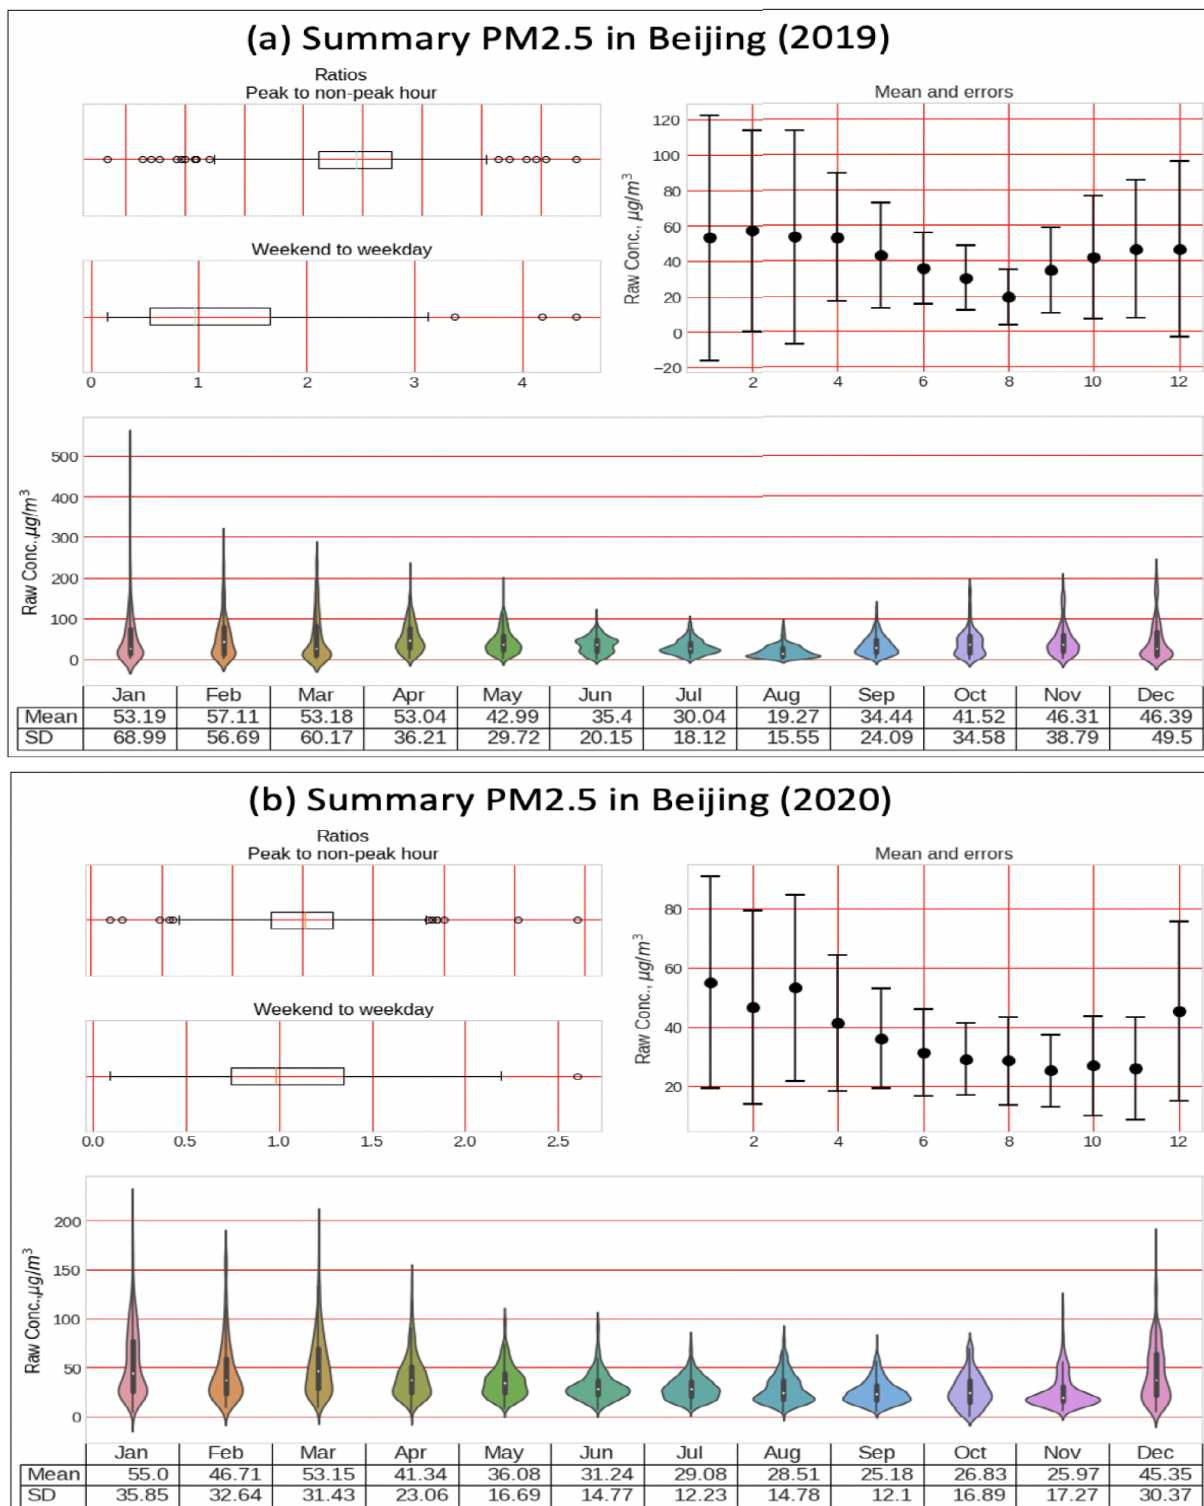 (a) Summary PM2.5 in Beijing (2019)
Ratios
Peak to non-peak hour
Weekend to weekday
0 1 2 3 4
Mean and errors
Raw Conc., μg/m³
120
100
80
60
40
20
0
−20
2 4 6 8 10 12
Raw Conc.,μg/m³
500
400
300
200
100
0
Jan Feb Mar Apr May Jun Jul Aug Sep Oct Nov Dec
Mean 53.19 57.11 53.18 53.04 42.99 35.4 30.04 19.27 34.44 41.52 46.31 46.39
SD 68.99 56.69 60.17 36.21 29.72 20.15 18.12 15.55 24.09 34.58 38.79 49.5
(b) Summary PM2.5 in Beijing (2020)
Ratios
Peak to non-peak hour
Weekend to weekday
0.0 0.5 1.0 1.5 2.0 2.5
Mean and errors
Raw Conc., μg/m³
80
60
40
20
2 4 6 8 10 12
Raw Conc.,μg/m³
200
150
100
50
0
Jan Feb Mar Apr May Jun Jul Aug Sep Oct Nov Dec
Mean 55.0 46.71 53.15 41.34 36.08 31.24 29.08 28.51 25.18 26.83 25.97 45.35
SD 35.85 32.64 31.43 23.06 16.69 14.77 12.23 14.78 12.1 16.89 17.27 30.37